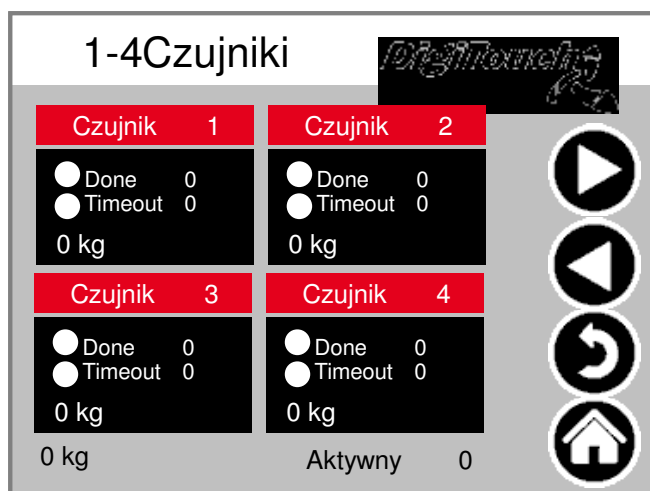 1-4Czujniki
DigiTouch
Czujnik 1
Done 0
Timeout 0
0 kg
Czujnik 2
Done 0
Timeout 0
0 kg
Czujnik 3
Done 0
Timeout 0
0 kg
Czujnik 4
Done 0
Timeout 0
0 kg
0 kg
Aktywny 0